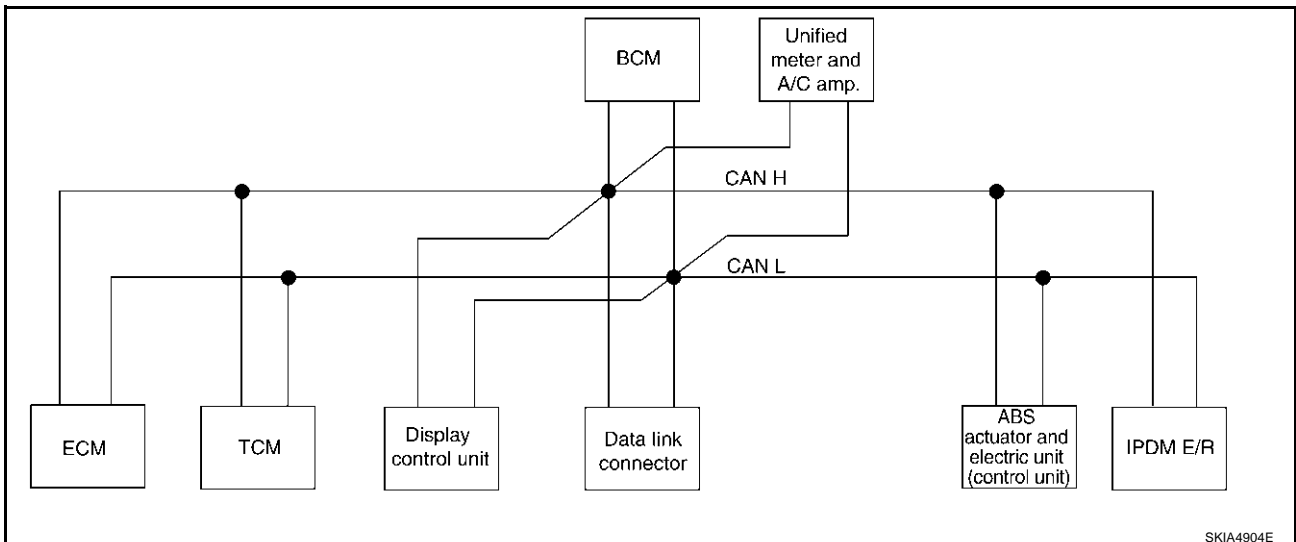 BCM
Unified
meter and
A/C amp.
CAN H
CAN L
ECM
TCM
Display
control unit
Data link
connector
ABS
actuator and
electric unit
(control unit)
IPDM E/R
SKIA4904E